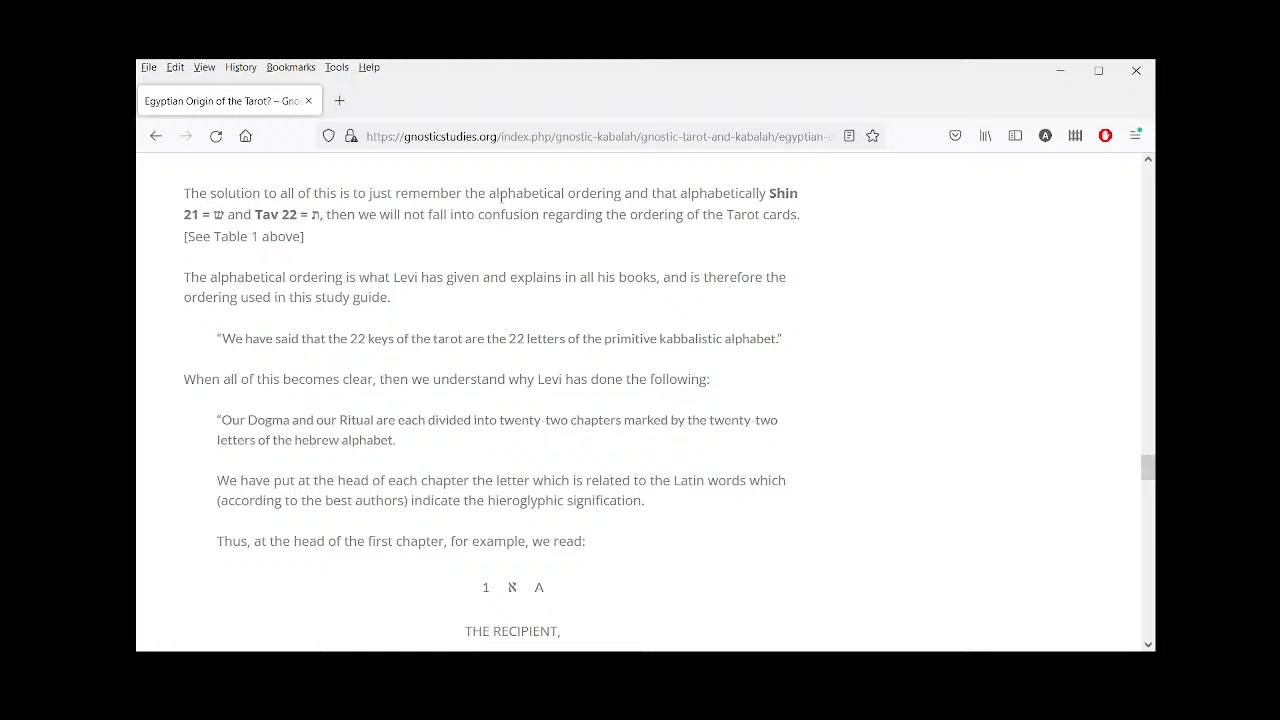 File Edit View History Bookmarks Tools Help
Egyptian Origin of the Tarot? – Gno
https://gnosticstudies.org/index.php/gnostic-kabalah/gnostic-tarot-and-kabalah/egyptian-
The solution to all of this is to just remember the alphabetical ordering and that alphabetically Shin
21 = ש and Tav 22 = ת, then we will not fall into confusion regarding the ordering of the Tarot cards.
[See Table 1 above]
The alphabetical ordering is what Levi has given and explains in all his books, and is therefore the
ordering used in this study guide.
“We have said that the 22 keys of the tarot are the 22 letters of the primitive kabbalistic alphabet.”
When all of this becomes clear, then we understand why Levi has done the following:
“Our Dogma and our Ritual are each divided into twenty-two chapters marked by the twenty-two
letters of the hebrew alphabet.
We have put at the head of each chapter the letter which is related to the Latin words which
(according to the best authors) indicate the hieroglyphic signification.
Thus, at the head of the first chapter, for example, we read:
1 א A
THE RECIPIENT,